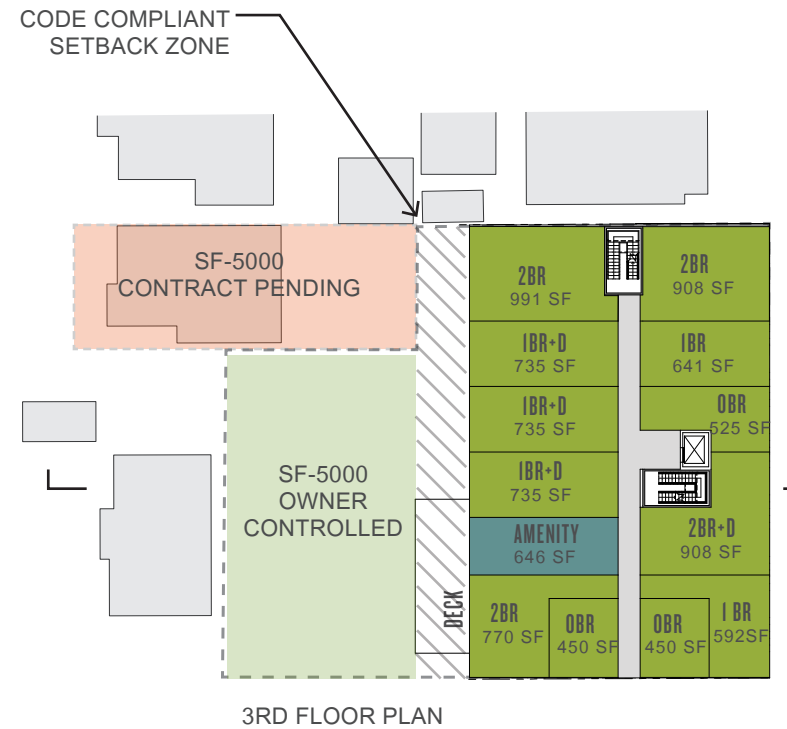 CODE COMPLIANT
SETBACK ZONE
SF-5000
CONTRACT PENDING
2BR
991 SF
2BR
908 SF
1BR+D
735 SF
1BR
641 SF
1BR+D
735 SF
0BR
525 SF
1BR+D
735 SF
SF-5000
OWNER
CONTROLLED
AMENITY
646 SF
2BR+D
908 SF
DECK
2BR
770 SF
0BR
450 SF
0BR
450 SF
1 BR
592SF
3RD FLOOR PLAN